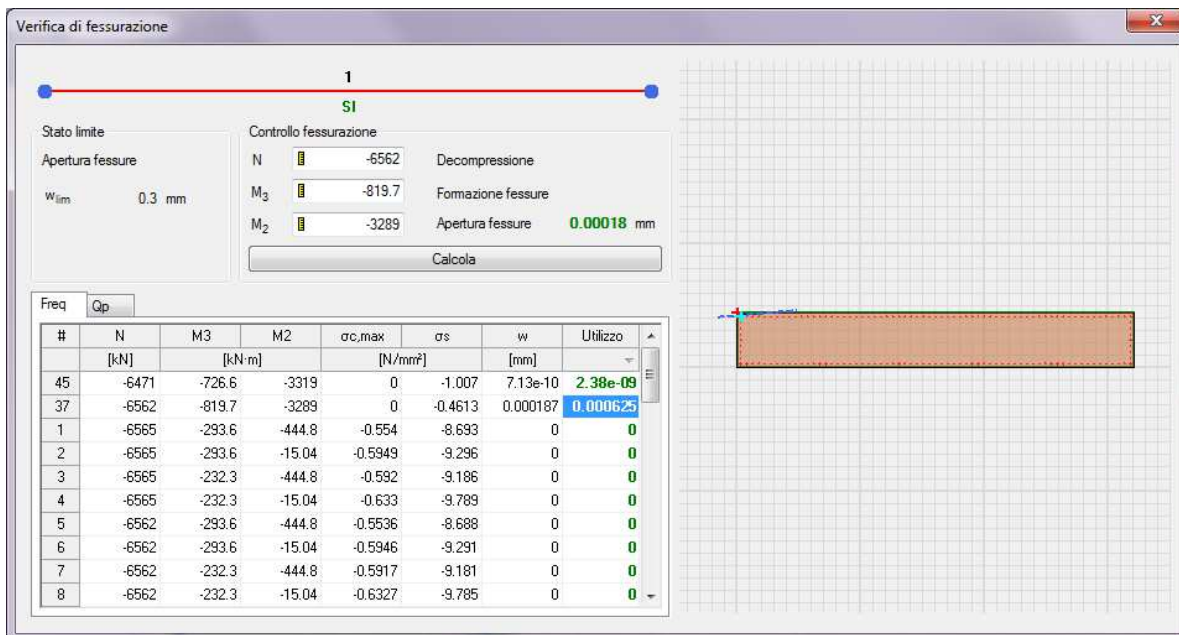 Verifica di fessurazione
x
1
SI
Stato limite
Apertura fessure
wlim 0.3 mm
Controllo fessurazione
N -6562 Decompressione
M3 -819.7 Formazione fessure
M2 -3289 Apertura fessure 0.00018 mm
Calcola
Freq Qp
# N M3 M2 σc,max σs w Utilizzo
[kN] [kN·m] [N/mm²] [mm]
45 -6471 -726.6 -3319 0 -1.007 7.13e-10 2.38e-09
37 -6562 -819.7 -3289 0 -0.4613 0.000187 0.000625
1 -6565 -293.6 -444.8 -0.554 -8.693 0 0
2 -6565 -293.6 -15.04 -0.5949 -9.296 0 0
3 -6565 -232.3 -444.8 -0.592 -9.186 0 0
4 -6565 -232.3 -15.04 -0.633 -9.789 0 0
5 -6562 -293.6 -444.8 -0.5536 -8.688 0 0
6 -6562 -293.6 -15.04 -0.5946 -9.291 0 0
7 -6562 -232.3 -444.8 -0.5917 -9.181 0 0
8 -6562 -232.3 -15.04 -0.6327 -9.785 0 0